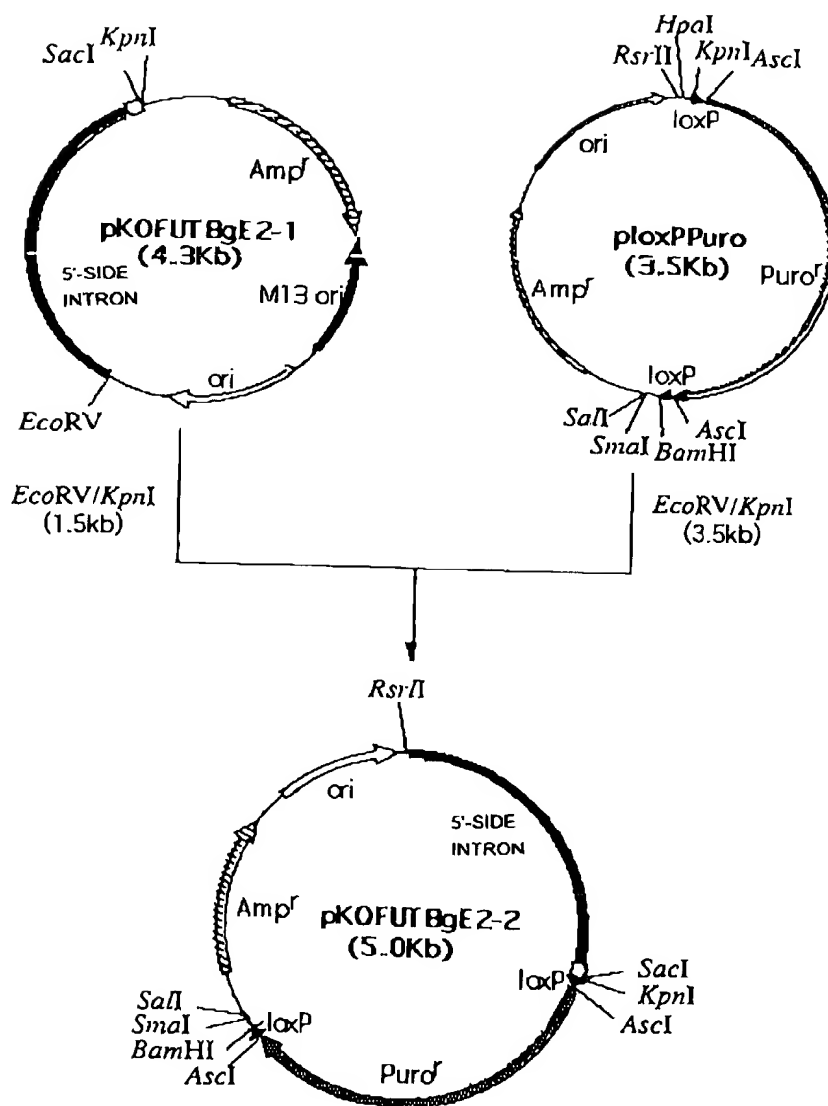 SacI
KpnI
Ampʳ
pKOFUT8gE2-1
(4.3Kb)
5'-SIDE
INTRON
M13 ori
ori
EcoRV
EcoRV/KpnI
(1.5kb)
HpaI
RsrII
KpnI
AscI
loxP
ori
ploxPPuro
(3.5Kb)
Ampʳ
Puroʳ
loxP
SalI
SmaI
BamHI
AscI
EcoRV/KpnI
(3.5kb)
RsrII
ori
5'-SIDE
INTRON
Ampʳ
pKOFUT8gE2-2
(5.0Kb)
loxP
SacI
KpnI
AscI
SalI
SmaI
BamHI
AscI
loxP
Puroʳ